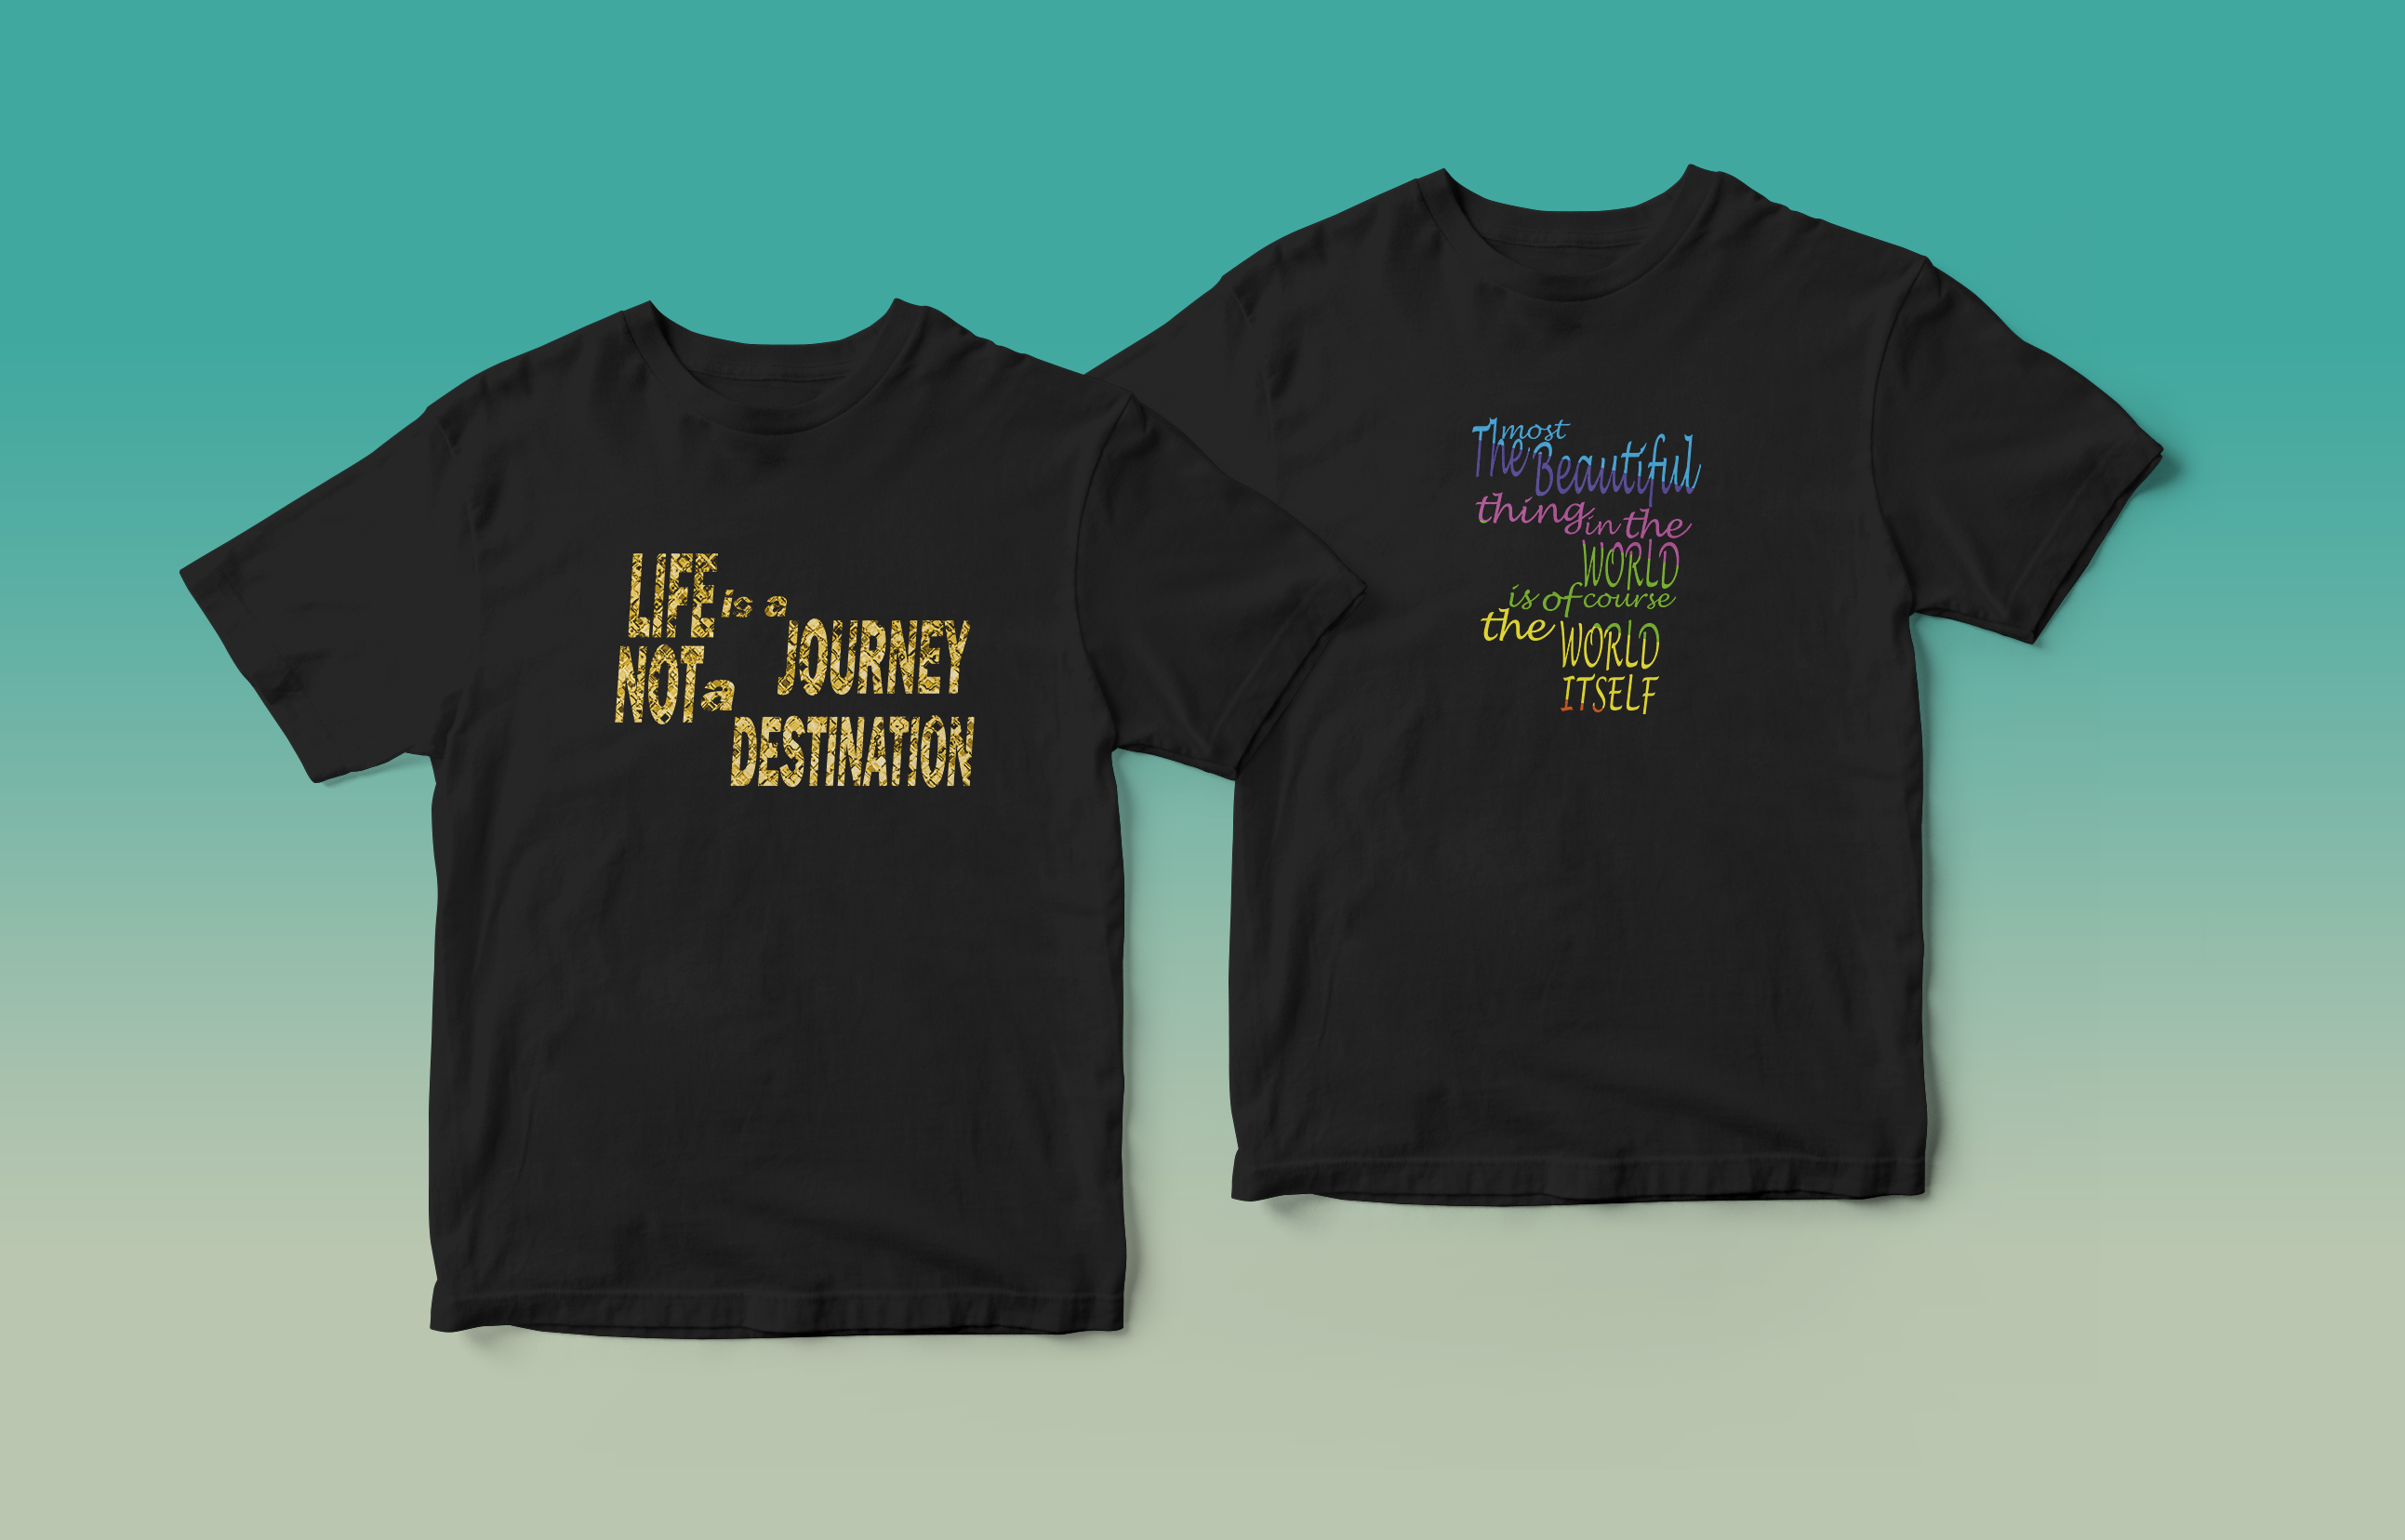 LIFE is a
JOURNEY
NOT a
DESTINATION
The most
Beautiful
thing in the
WORLD
is of course
the WORLD
ITSELF